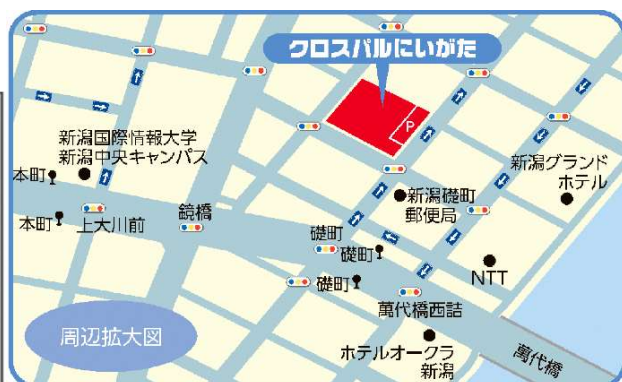 クロスパルにいがた
P
新潟国際情報大学
新潟中央キャンパス
新潟グランド
ホテル
本町
新潟礎町
郵便局
本町
上大川前
鏡橋
礎町
礎町
礎町
NTT
萬代橋西詰
周辺拡大図
ホテルオークラ
新潟
萬代橋